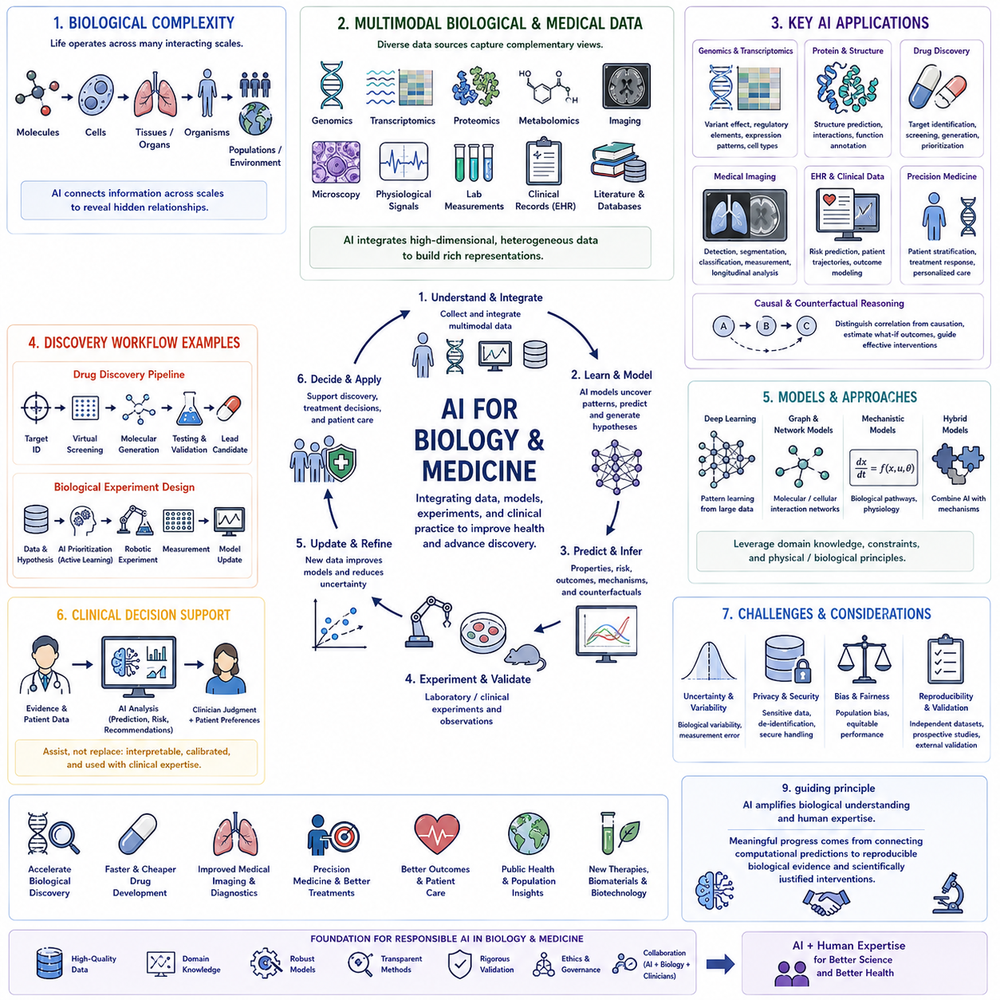 1. BIOLOGICAL COMPLEXITY
Life operates across many interacting scales.
Molecules
Cells
Tissues /
Organs
Organisms
Populations /
Environment
AI connects information across scales
to reveal hidden relationships.
2. MULTIMODAL BIOLOGICAL & MEDICAL DATA
Diverse data sources capture complementary views.
Genomics
Transcriptomics
Proteomics
HO
O
OH
Metabolomics
Imaging
Microscopy
Physiological
Signals
Lab
Measurements
Clinical
Records (EHR)
Literature &
Databases
AI integrates high-dimensional, heterogeneous data
to build rich representations.
3. KEY AI APPLICATIONS
Genomics & Transcriptomics
Variant effect, regulatory
elements, expression
patterns, cell types
Protein & Structure
Structure prediction,
interactions, function
annotation
Drug Discovery
Target identification,
screening, generation,
prioritization
Medical Imaging
Detection, segmentation,
classification, measurement,
longitudinal analysis
EHR & Clinical Data
Risk prediction, patient
trajectories, outcome
modeling
Precision Medicine
Patient stratification,
treatment response,
personalized care
Causal & Counterfactual Reasoning
A
B
C
Distinguish correlation from causation,
estimate what-if outcomes, guide
effective interventions
4. DISCOVERY WORKFLOW EXAMPLES
Drug Discovery Pipeline
Target
ID
Virtual
Screening
Molecular
Generation
Testing &
Validation
Lead
Candidate
Biological Experiment Design
Data &
Hypothesis
AI Prioritization
(Active Learning)
Robotic
Experiment
Measurement
Model
Update
AI FOR
BIOLOGY &
MEDICINE
Integrating data, models,
experiments, and clinical
practice to improve health
and advance discovery.
1. Understand & Integrate
Collect and integrate
multimodal data
2. Learn & Model
AI models uncover
patterns, predict
and generate
hypotheses
3. Predict & Infer
Properties, risk,
outcomes, mechanisms,
and counterfactuals
4. Experiment & Validate
Laboratory / clinical
experiments and
observations
5. Update & Refine
New data improves
models and reduces
uncertainty
6. Decide & Apply
Support discovery,
treatment decisions,
and patient care
5. MODELS & APPROACHES
Deep Learning
Pattern learning
from large data
Graph &
Network Models
Molecular / cellular
interaction networks
Mechanistic
Models
dx/dt = f(x,u,θ)
Biological pathways,
physiology
Hybrid
Models
Combine AI with
mechanisms
Leverage domain knowledge, constraints,
and physical / biological principles.
6. CLINICAL DECISION SUPPORT
Evidence &
Patient Data
AI Analysis
(Prediction, Risk,
Recommendations)
Clinician Judgment
+ Patient Preferences
Assist, not replace: interpretable, calibrated,
and used with clinical expertise.
7. CHALLENGES & CONSIDERATIONS
Uncertainty &
Variability
Biological variability,
measurement error
Privacy & Security
Sensitive data,
de-identification,
secure handling
Bias & Fairness
Population bias,
equitable
performance
Reproducibility
& Validation
Independent datasets,
prospective studies,
external validation
Accelerate
Biological
Discovery
Faster & Cheaper
Drug
Development
Improved Medical
Imaging &
Diagnostics
Precision
Medicine & Better
Treatments
Better Outcomes
& Patient
Care
Public Health
& Population
Insights
New Therapies,
Biomaterials &
Biotechnology
9. guiding principle
AI amplifies biological understanding
and human expertise.
Meaningful progress comes from connecting
computational predictions to reproducible
biological evidence and scientifically
justified interventions.
FOUNDATION FOR RESPONSIBLE AI IN BIOLOGY & MEDICINE
High-Quality
Data
Domain
Knowledge
Robust
Models
Transparent
Methods
Rigorous
Validation
Ethics &
Governance
Collaboration
(AI + Biology +
Clinicians)
AI + Human Expertise
for Better Science
and Better Health